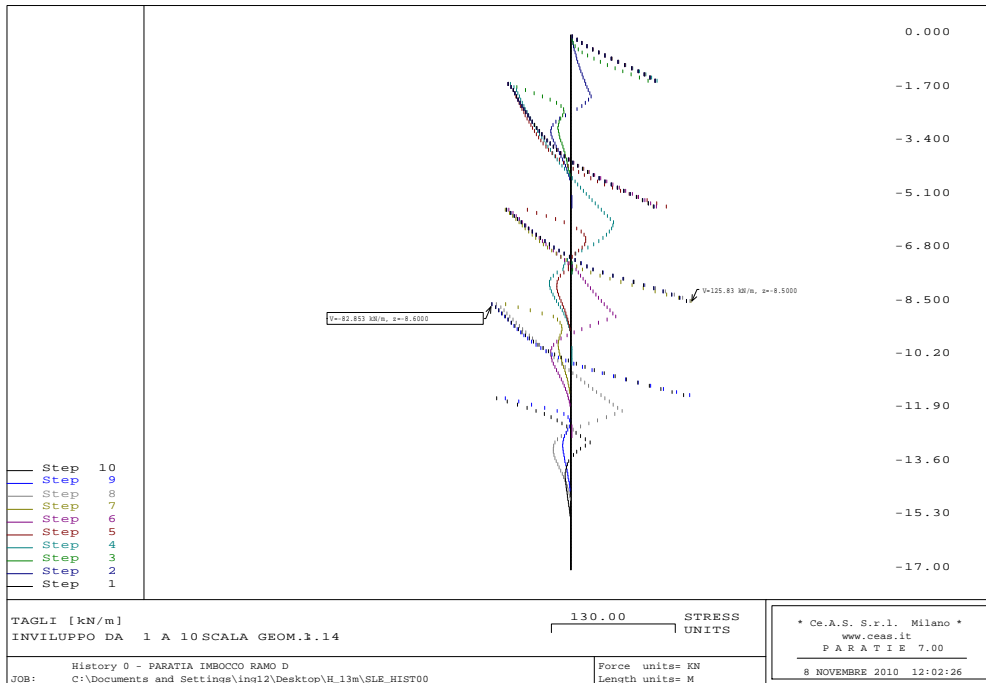 0.000
-1.700
-3.400
-5.100
-6.800
V=125.83 kN/m, z=-8.5000
-8.500
V=-82.853 kN/m, z=-8.6000
-10.20
-11.90
-13.60
-15.30
-17.00
Step 10
Step 9
Step 8
Step 7
Step 6
Step 5
Step 4
Step 3
Step 2
Step 1
TAGLI [kN/m]
INVILUPPO DA 1 A 10 SCALA GEOM.1.14
130.00 STRESS UNITS
* Ce.A.S. S.r.l. Milano *
www.ceas.it
P A R A T I E 7.00
8 NOVEMBRE 2010 12:02:26
History 0 - PARATIA IMBOCCO RAMO D
JOB: C:\Documents and Settings\ing12\Desktop\H_13m\SLE_HIST00
Force units= KN
Length units= M